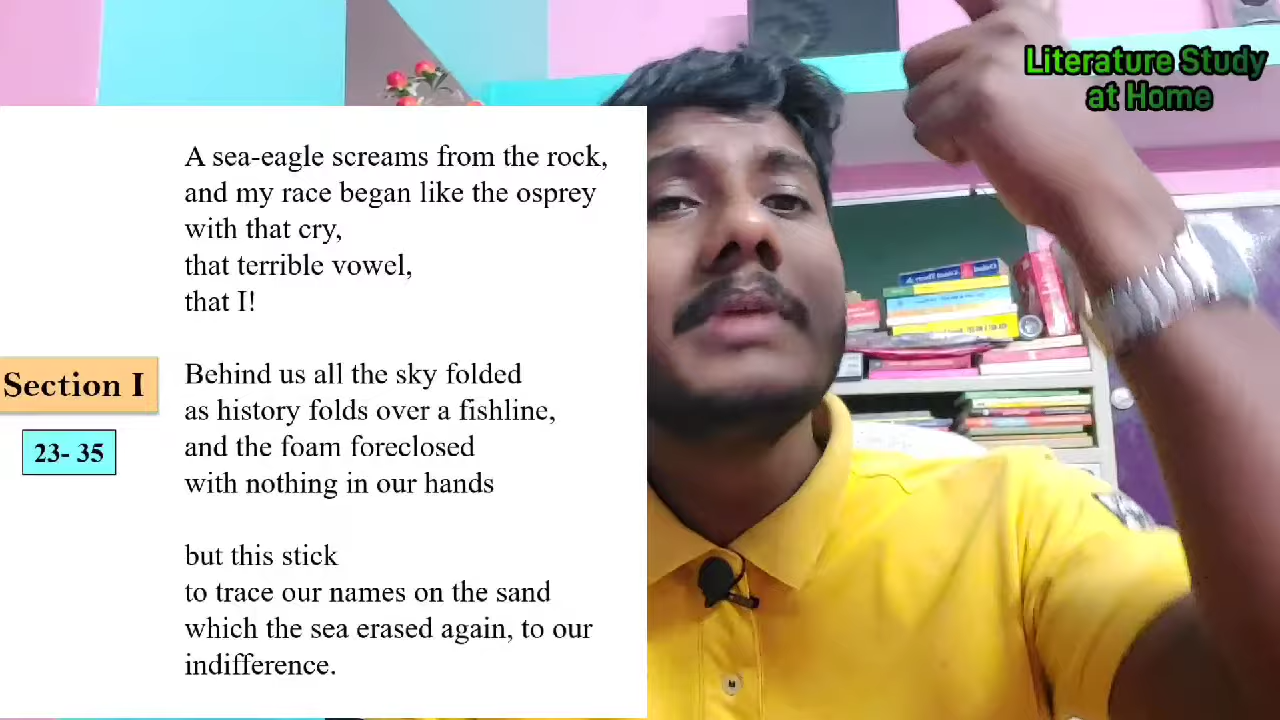 Literature Study
at Home
A sea-eagle screams from the rock,
and my race began like the osprey
with that cry,
that terrible vowel,
that I!
Behind us all the sky folded
as history folds over a fishline,
and the foam foreclosed
with nothing in our hands
but this stick
to trace our names on the sand
which the sea erased again, to our
indifference.
Section I
23- 35